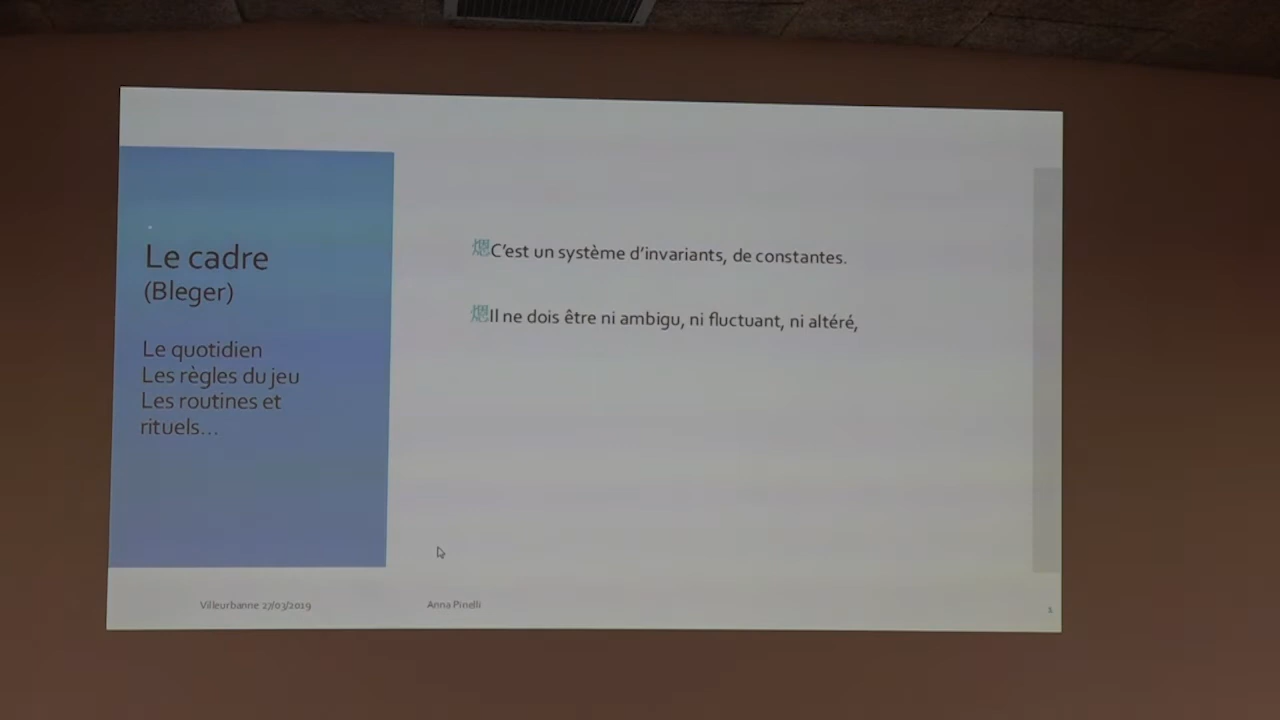 Le cadre
(Bleger)
Le quotidien
Les règles du jeu
Les routines et
rituels...
C'est un système d'invariants, de constantes.
Il ne dois être ni ambigu, ni fluctuant, ni altéré,
Villeurbanne 27/03/2019
Anna Pinelli